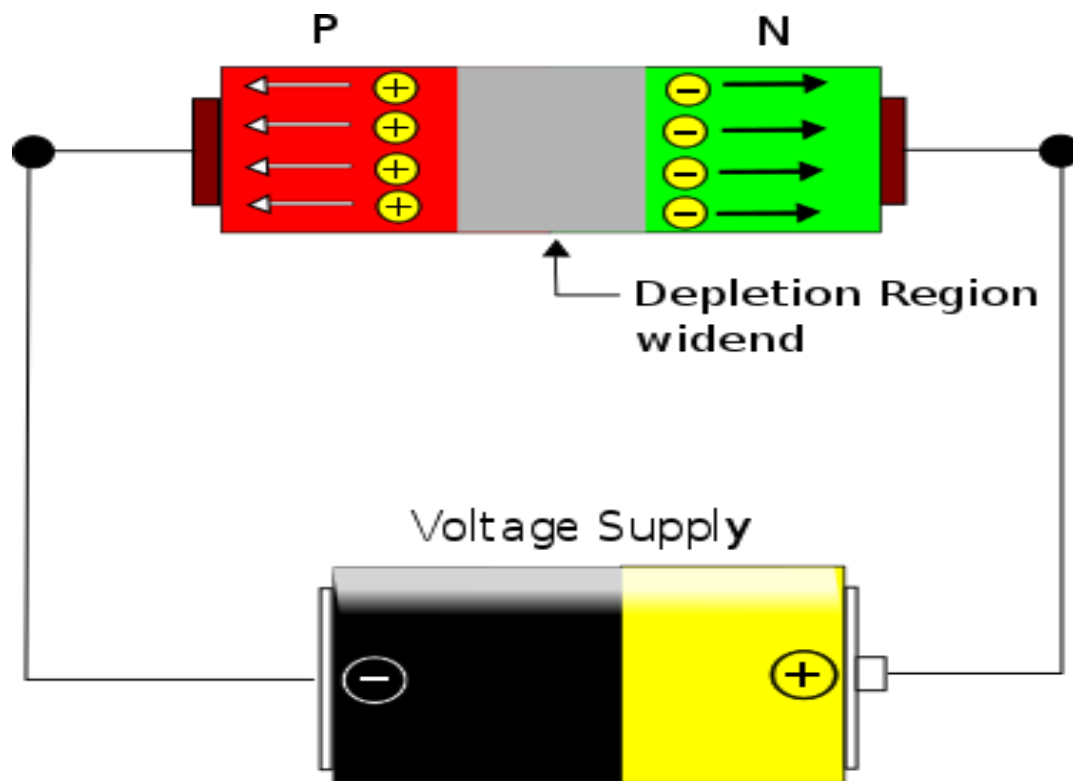 P
N
+
−
+
−
+
−
+
−
Depletion Region
widend
Voltage Supply
−
+